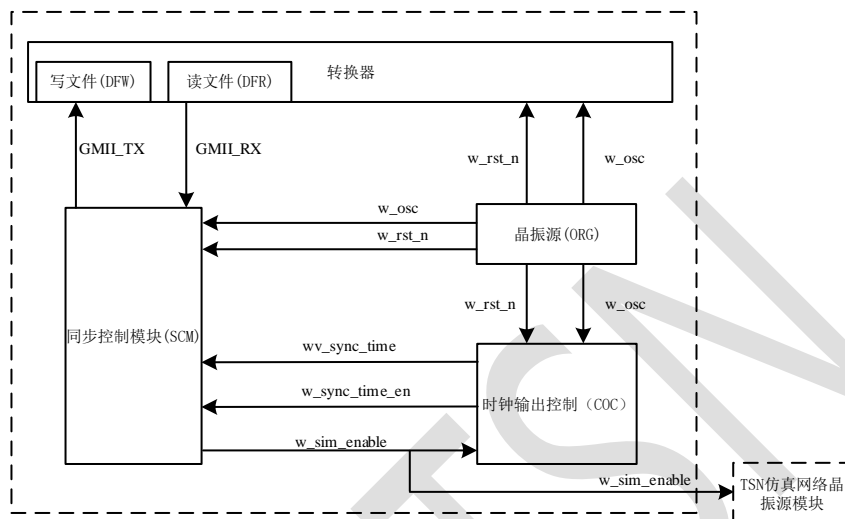 转换器
写文件(DFW)
读文件(DFR)
GMII_TX
GMII_RX
w_rst_n
w_osc
w_osc
w_rst_n
晶振源(ORG)
w_rst_n
w_osc
同步控制模块(SCM)
wv_sync_time
w_sync_time_en
时钟输出控制（COC）
w_sim_enable
w_sim_enable
TSN仿真网络晶
振源模块
TSN